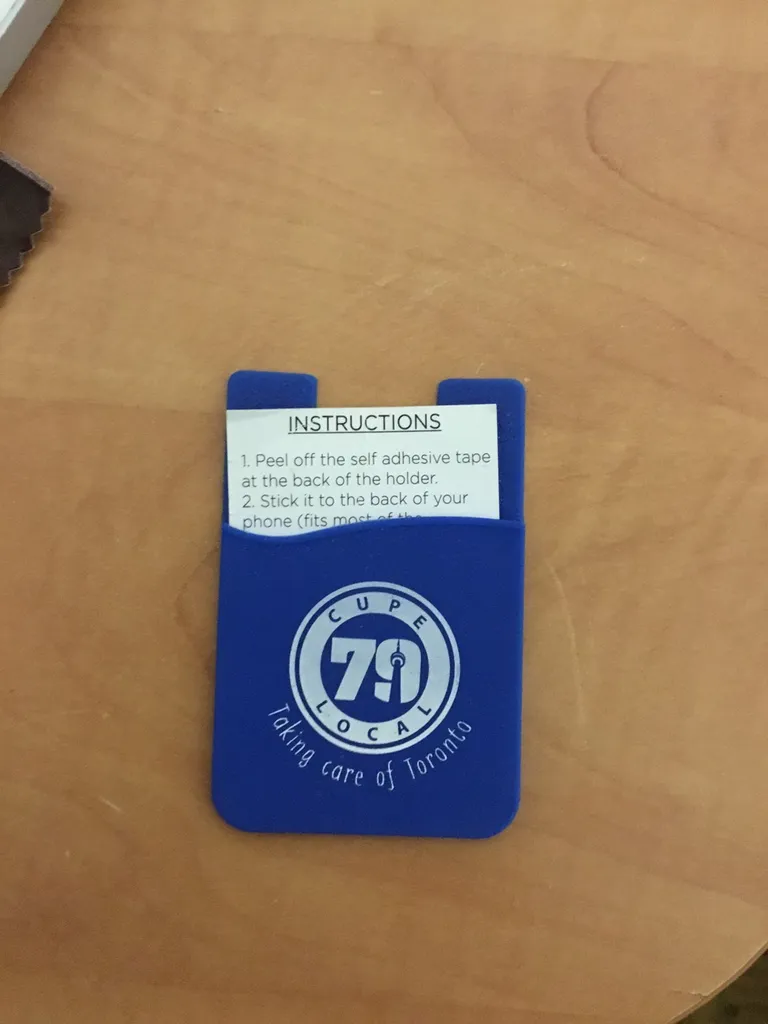 INSTRUCTIONS
1. Peel off the self adhesive tape
at the back of the holder.
2. Stick it to the back of your
phone (fits most of the
CUPE
79
LOCAL
Taking care of Toronto